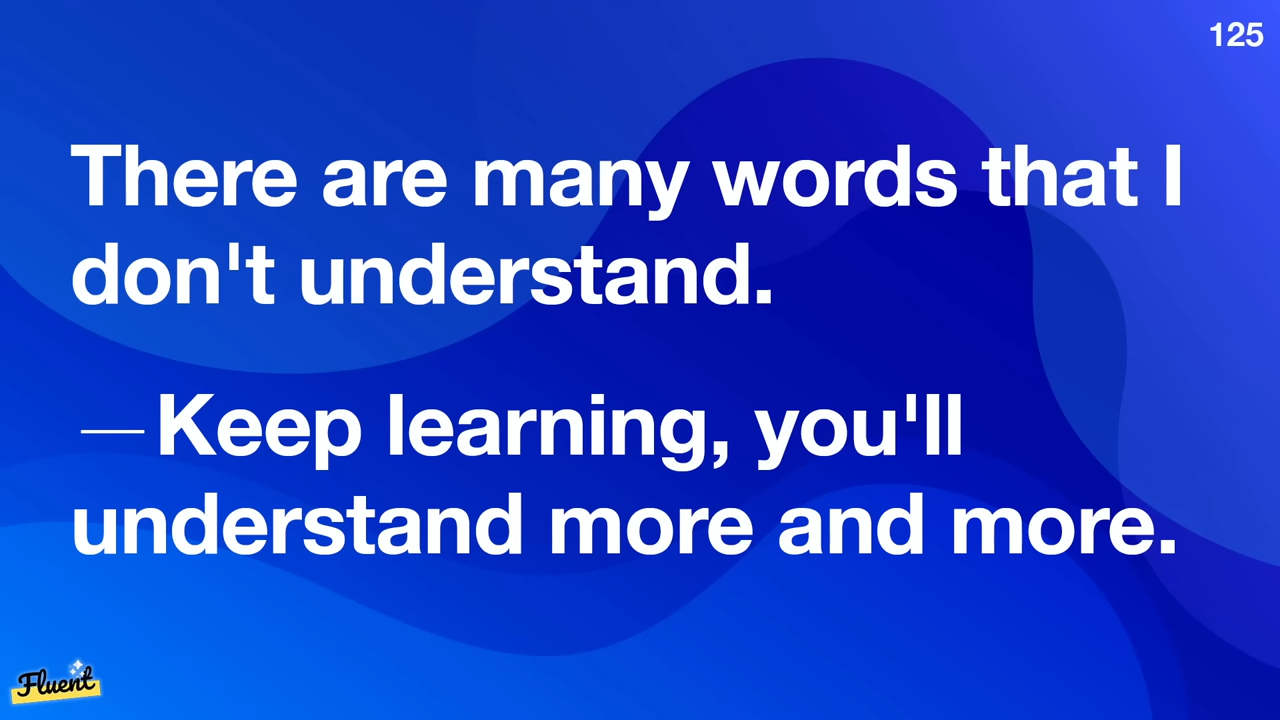 125
There are many words that I
don't understand.
—Keep learning, you'll
understand more and more.
Fluent